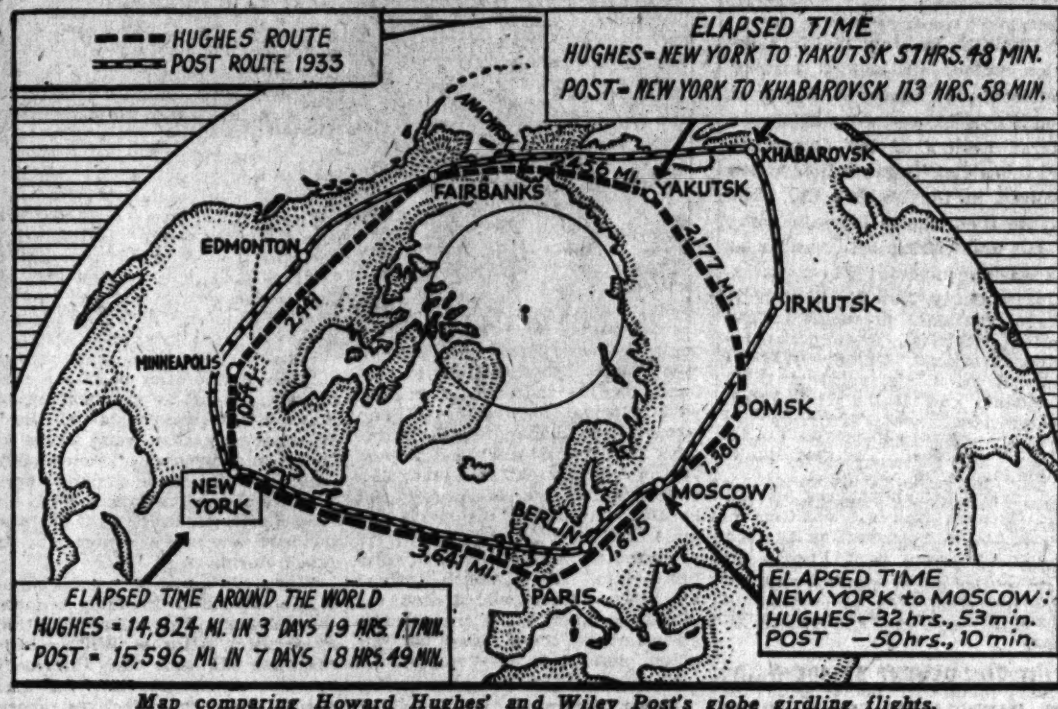 HUGHES ROUTE
POST ROUTE 1933
ELAPSED TIME
HUGHES= NEW YORK TO YAKUTSK 57 HRS. 48 MIN.
POST= NEW YORK TO KHABAROVSK 113 HRS. 58 MIN.
ANADIRSK
KHABAROVSK
2,456 MI.
FAIRBANKS
YAKUTSK
EDMONTON
2177 MI.
2,441
IRKUTSK
MINNEAPOLIS
1,054
OMSK
1,380
NEW
YORK
MOSCOW
BERLIN
3,641 MI.
1,675
PARIS
ELAPSED TIME AROUND THE WORLD
HUGHES = 14,824 MI. IN 3 DAYS 19 HRS. 17 MIN.
POST = 15,596 MI. IN 7 DAYS 18 HRS. 49 MIN.
ELAPSED TIME
NEW YORK to MOSCOW:
HUGHES-32 hrs., 53 min.
POST -50 hrs., 10 min.
Map comparing Howard Hughes' and Wiley Post's globe girdling flights.